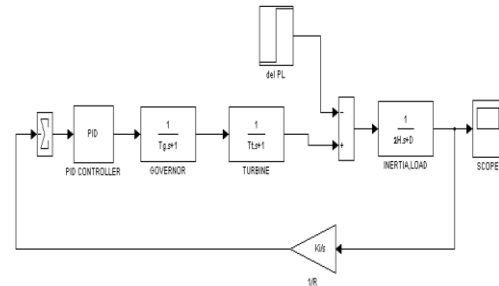 del PL
PID
PID CONTROLLER
1
Tg.s+1
GOVERNOR
1
Tt.s+1
TURBINE
1
2H.s+D
INERTIA,LOAD
SCOPE
Ki/s
1/R